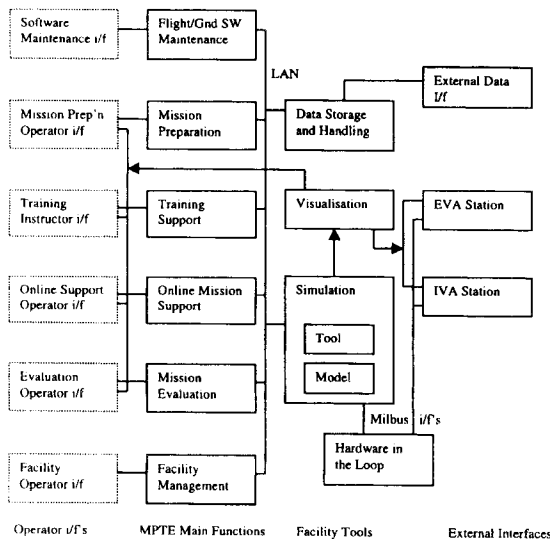 Software
Maintenance i/f
Flight/Gnd SW
Maintenance
LAN
External Data
I/f
Mission Prep'n
Operator i/f
Mission
Preparation
Data Storage
and Handling
Training
Instructor i/f
Training
Support
Visualisation
EVA Station
Online Support
Operator i/f
Online Mission
Support
Simulation
IVA Station
Tool
Model
Evaluation
Operator i/f
Mission
Evaluation
Milbus i/f's
Hardware in
the Loop
Facility
Operator i/f
Facility
Management
Operator i/f's
MPTE Main Functions
Facility Tools
External Interfaces